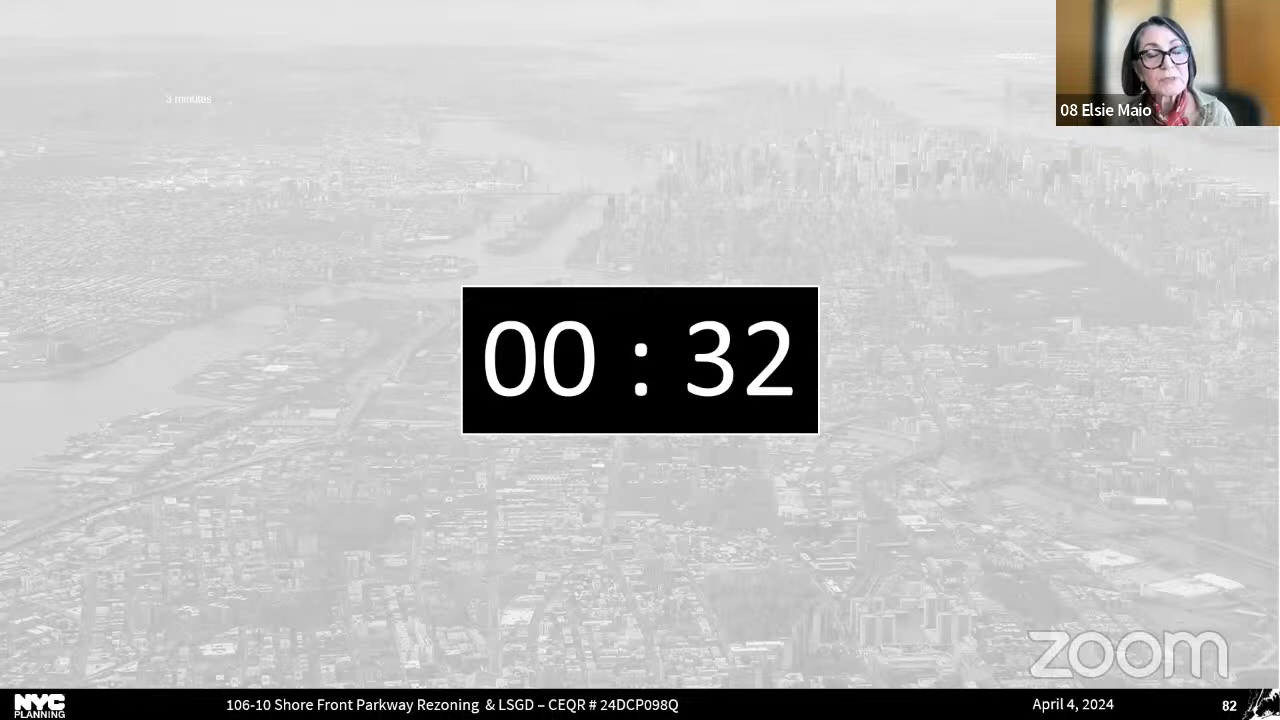 3 minutes
08 Elsie Maio
00 : 32
zoom
NYC
PLANNING
106-10 Shore Front Parkway Rezoning & LSGD – CEQR # 24DCP098Q
April 4, 2024
82